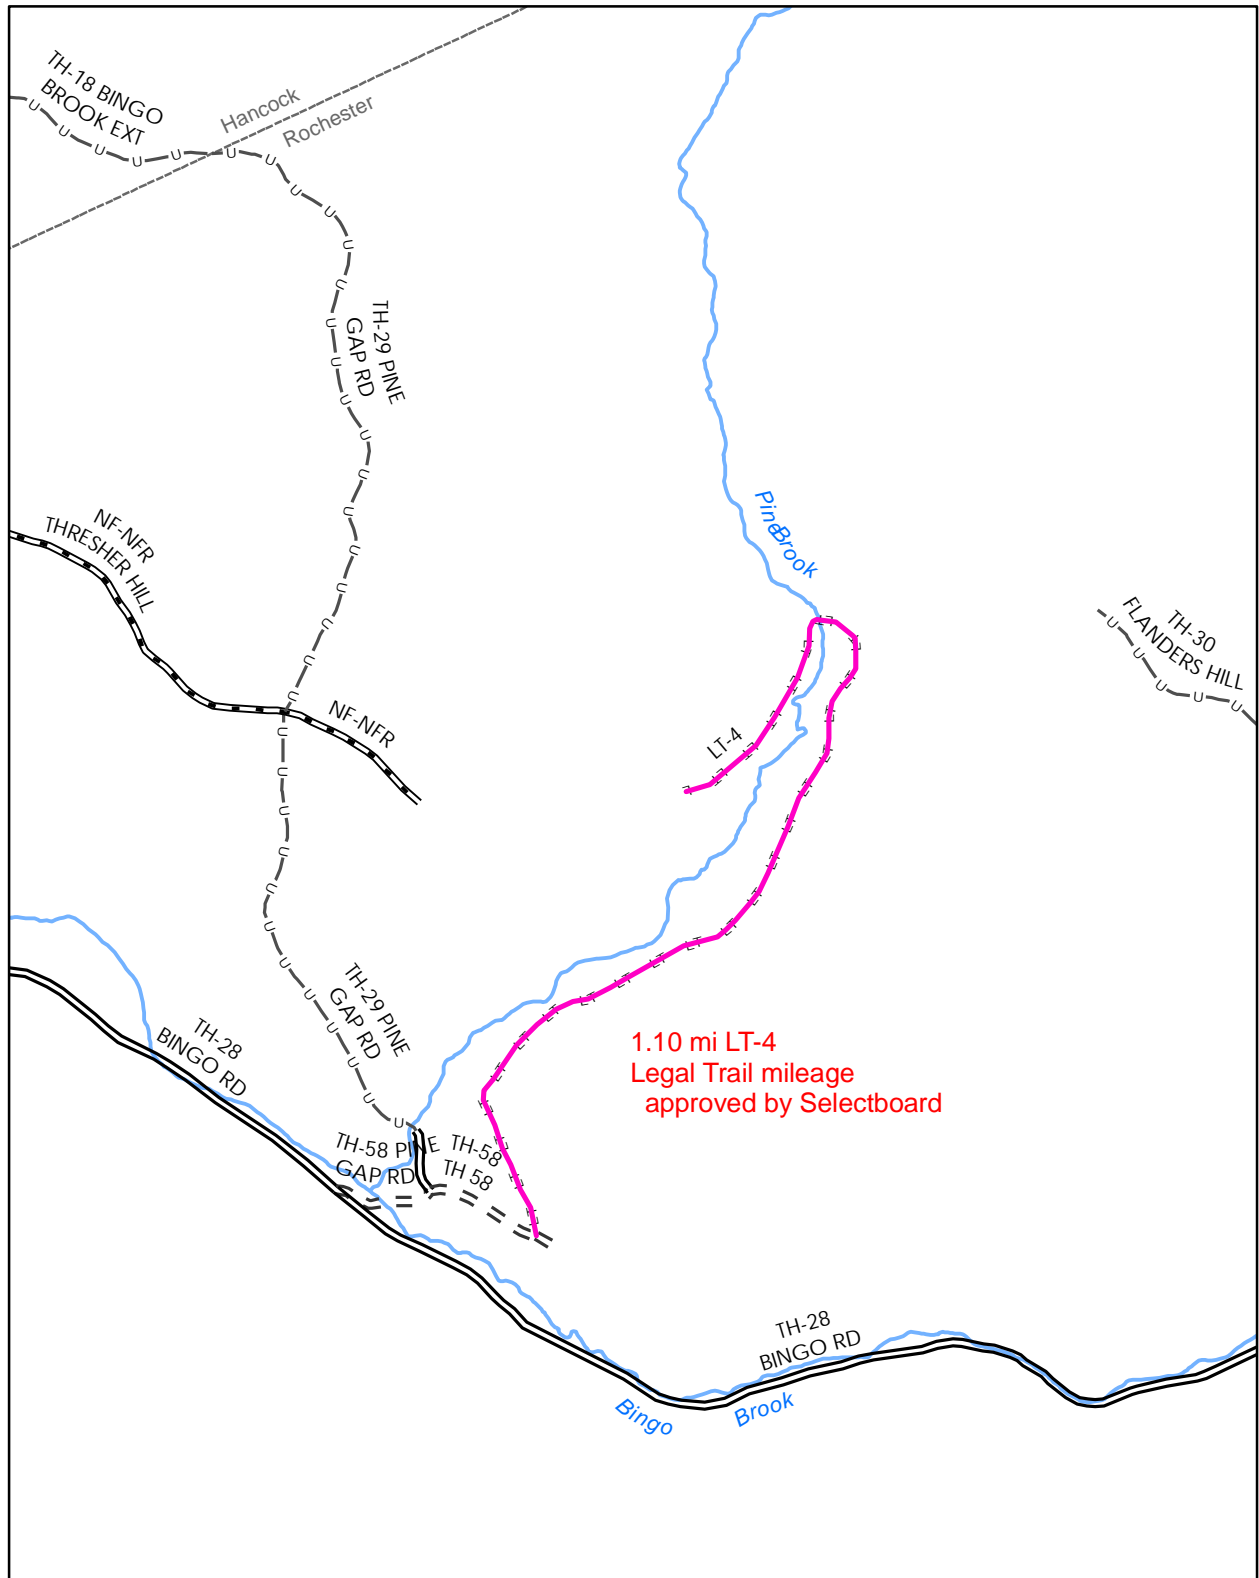 TH-18 BINGO
BROOK EXT
Hancock
Rochester
TH-29 PINE
GAP RD
NF-NFR
THRESHER HILL
Pine Brook
TH-30
FLANDERS HILL
NF-NFR
LT-4
TH-29 PINE
GAP RD
TH-28
BINGO RD
1.10 mi LT-4
Legal Trail mileage
approved by Selectboard
TH-58 PINE
GAP RD
TH-58
TH 58
TH-28
BINGO RD
Bingo Brook